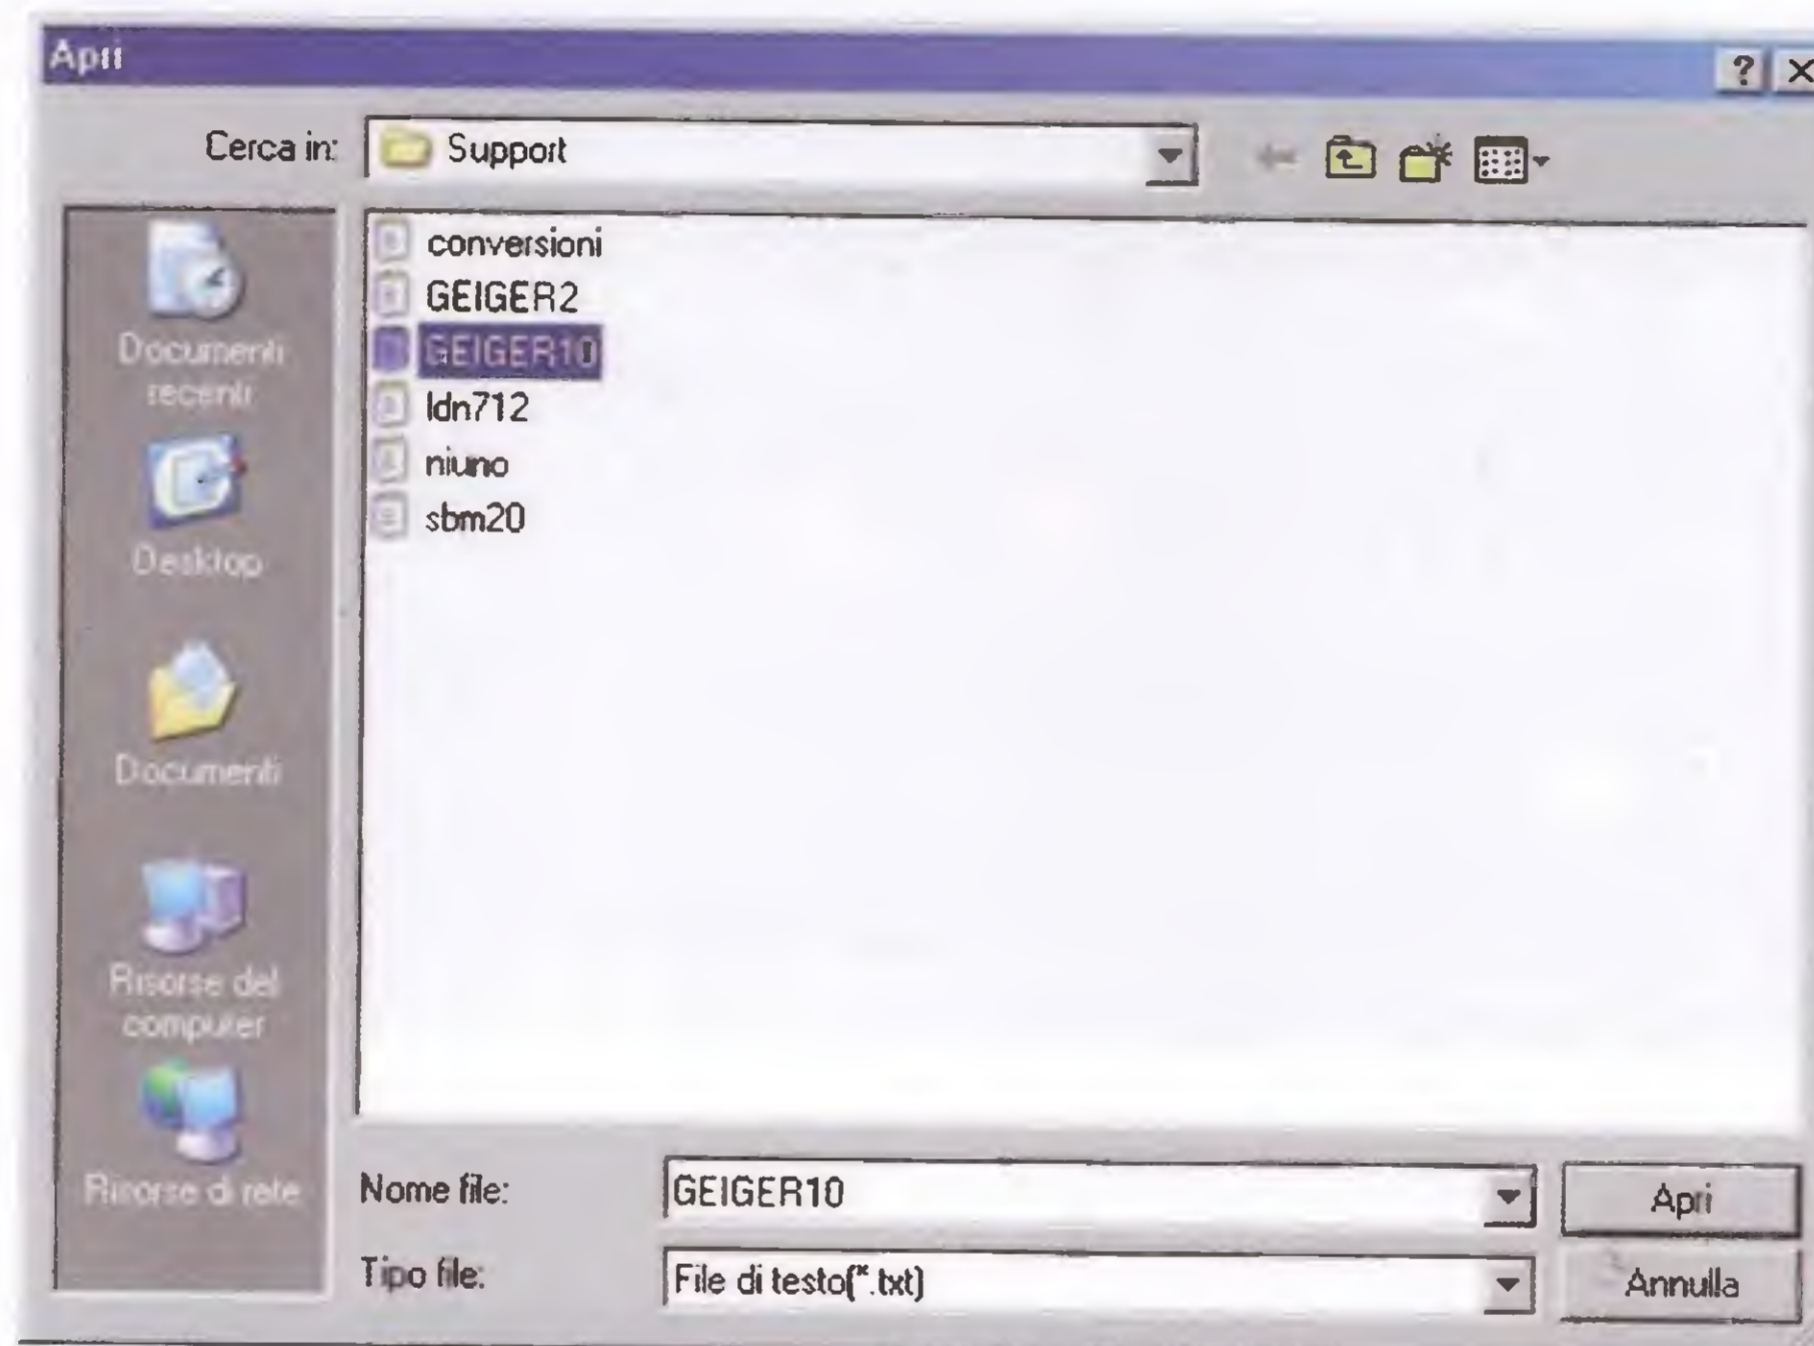 Apri
Cerca in: Support
conversioni
GEIGER2
GEIGER10
ldn712
niuno
sbm20
Documenti
recenti
Desktop
Documenti
Risorse del
computer
Risorse di rete
Nome file: GEIGER10 Apri
Tipo file: File di testo(*.txt) Annulla